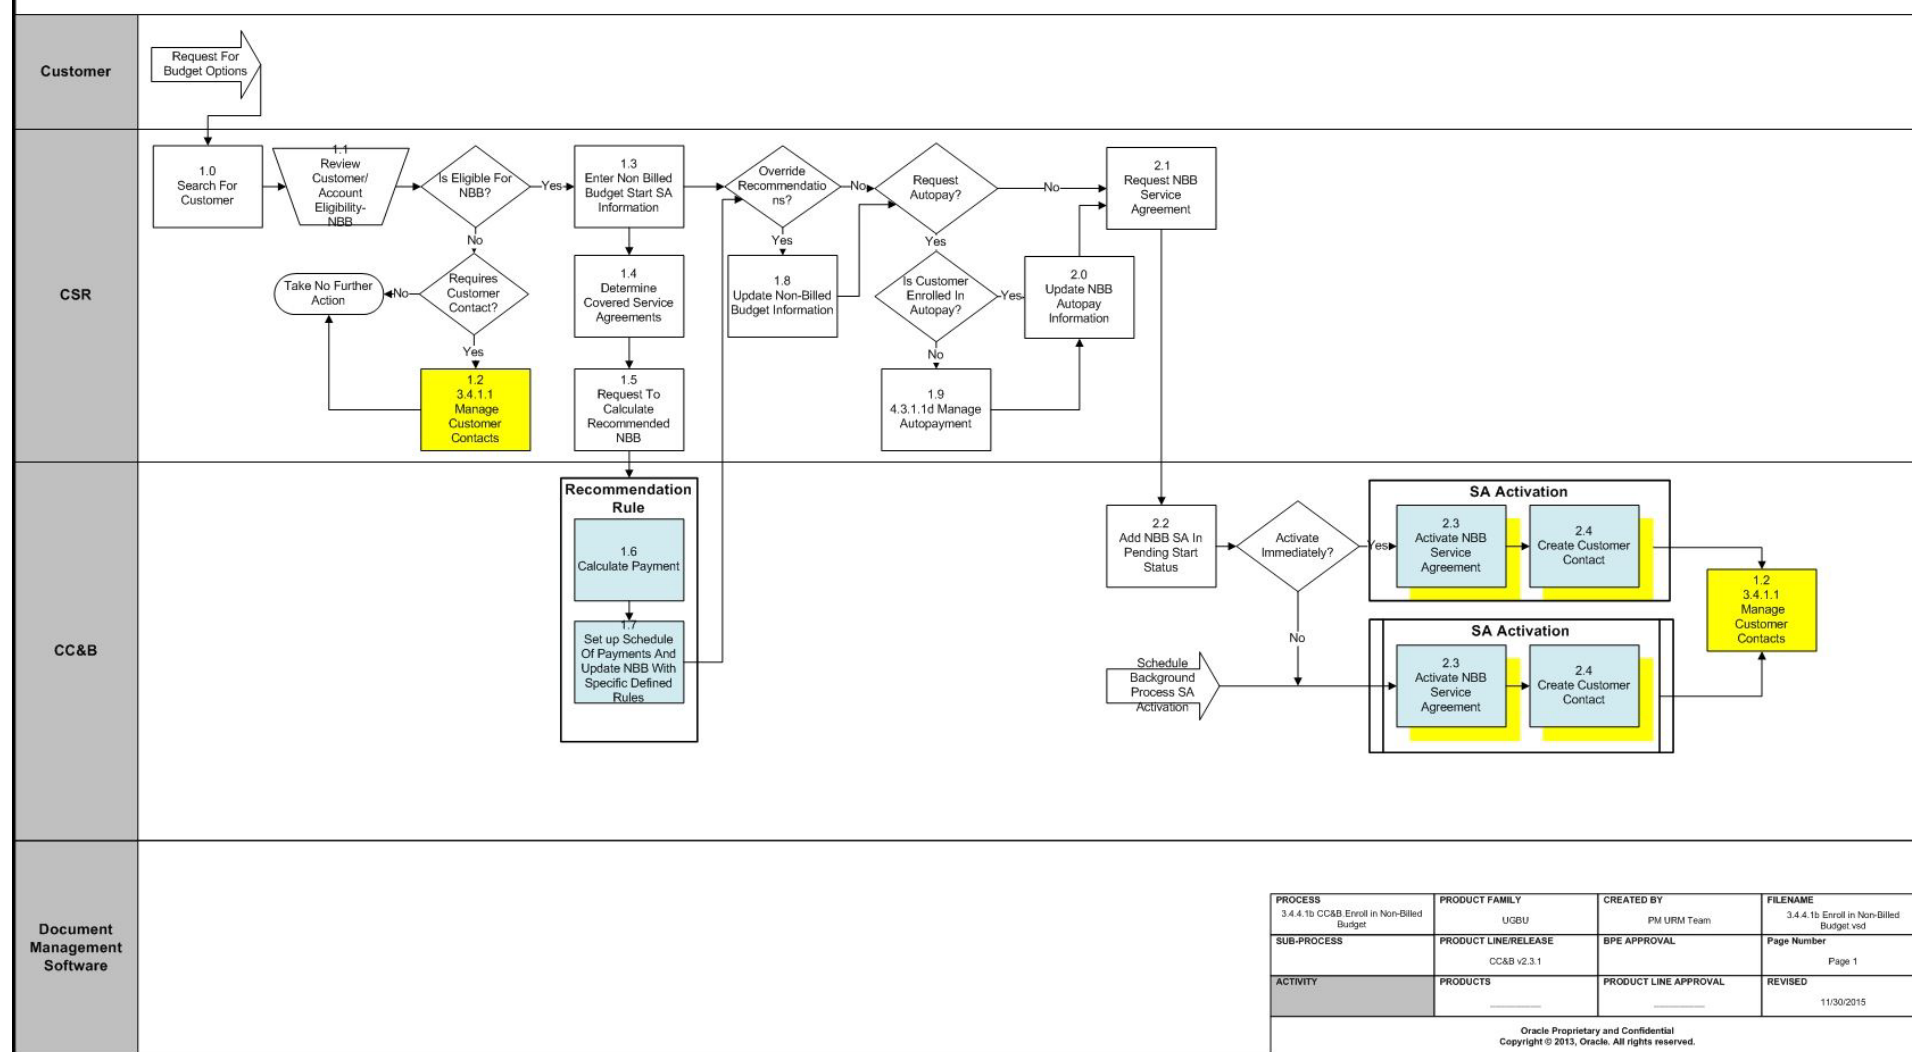 Customer
Request For
Budget Options
CSR
1.0
Search For
Customer
1.1
Review
Customer/
Account
Eligibility-
NBB
Is Eligible For
NBB?
Yes
No
Requires
Customer
Contact?
No
Take No Further
Action
Yes
1.2
3.4.1.1
Manage
Customer
Contacts
1.3
Enter Non Billed
Budget Start SA
Information
1.4
Determine
Covered Service
Agreements
1.5
Request To
Calculate
Recommended
NBB
Override
Recommendatio
ns?
No
Yes
1.8
Update Non-Billed
Budget Information
Request
Autopay?
No
Yes
Is Customer
Enrolled In
Autopay?
Yes
No
1.9
4.3.1.1d Manage
Autopayment
2.0
Update NBB
Autopay
Information
2.1
Request NBB
Service
Agreement
CC&B
Recommendation
Rule
1.6
Calculate Payment
1.7
Set up Schedule
Of Payments And
Update NBB With
Specific Defined
Rules
2.2
Add NBB SA In
Pending Start
Status
Activate
Immediately?
Yes
No
SA Activation
2.3
Activate NBB
Service
Agreement
2.4
Create Customer
Contact
1.2
3.4.1.1
Manage
Customer
Contacts
Schedule
Background
Process SA
Activation
SA Activation
2.3
Activate NBB
Service
Agreement
2.4
Create Customer
Contact
Document
Management
Software
PROCESS
3.4.4.1b CC&B.Enroll in Non-Billed
Budget
PRODUCT FAMILY
UGBU
CREATED BY
PM URM Team
FILENAME
3.4.4.1b Enroll in Non-Billed
Budget.vsd
SUB-PROCESS
PRODUCT LINE/RELEASE
CC&B v2.3.1
BPE APPROVAL
Page Number
Page 1
ACTIVITY
PRODUCTS
PRODUCT LINE APPROVAL
REVISED
11/30/2015
Oracle Proprietary and Confidential
Copyright © 2013, Oracle. All rights reserved.